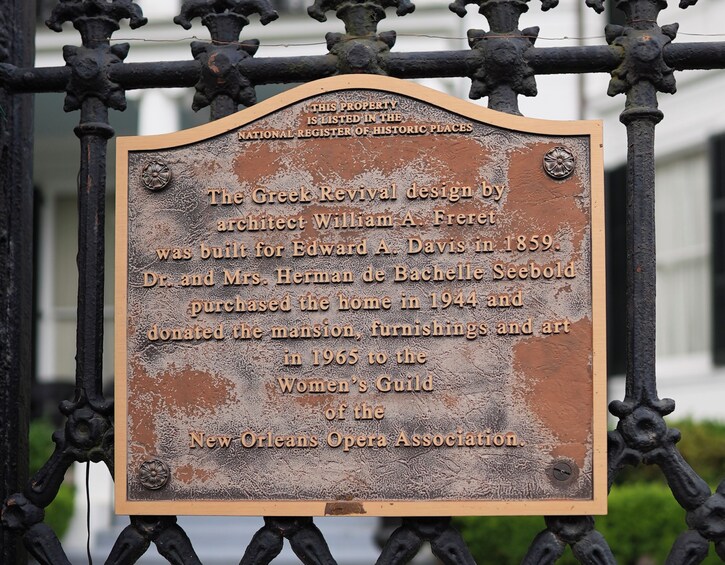 THIS PROPERTY
IS LISTED IN THE
NATIONAL REGISTER OF HISTORIC PLACES
The Greek Revival design by
architect William A. Freret
was built for Edward A. Davis in 1859.
Dr. and Mrs. Herman de Bachelle Seebold
purchased the home in 1944 and
donated the mansion, furnishings and art
in 1965 to the
Women's Guild
of the
New Orleans Opera Association.